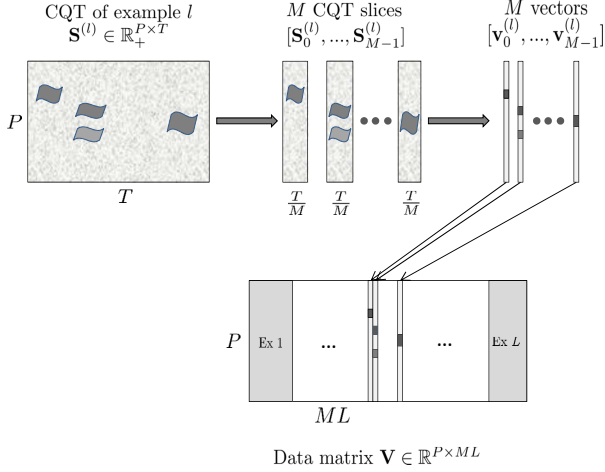 CQT of example l
S^(l) ∈ ℝ_+^{P×T}
M CQT slices
[S_0^(l), ..., S_{M-1}^(l)]
M vectors
[v_0^(l), ..., v_{M-1}^(l)]
P
T
T/M
T/M
T/M
P
Ex 1
...
...
Ex L
ML
Data matrix V ∈ ℝ^{P×ML}